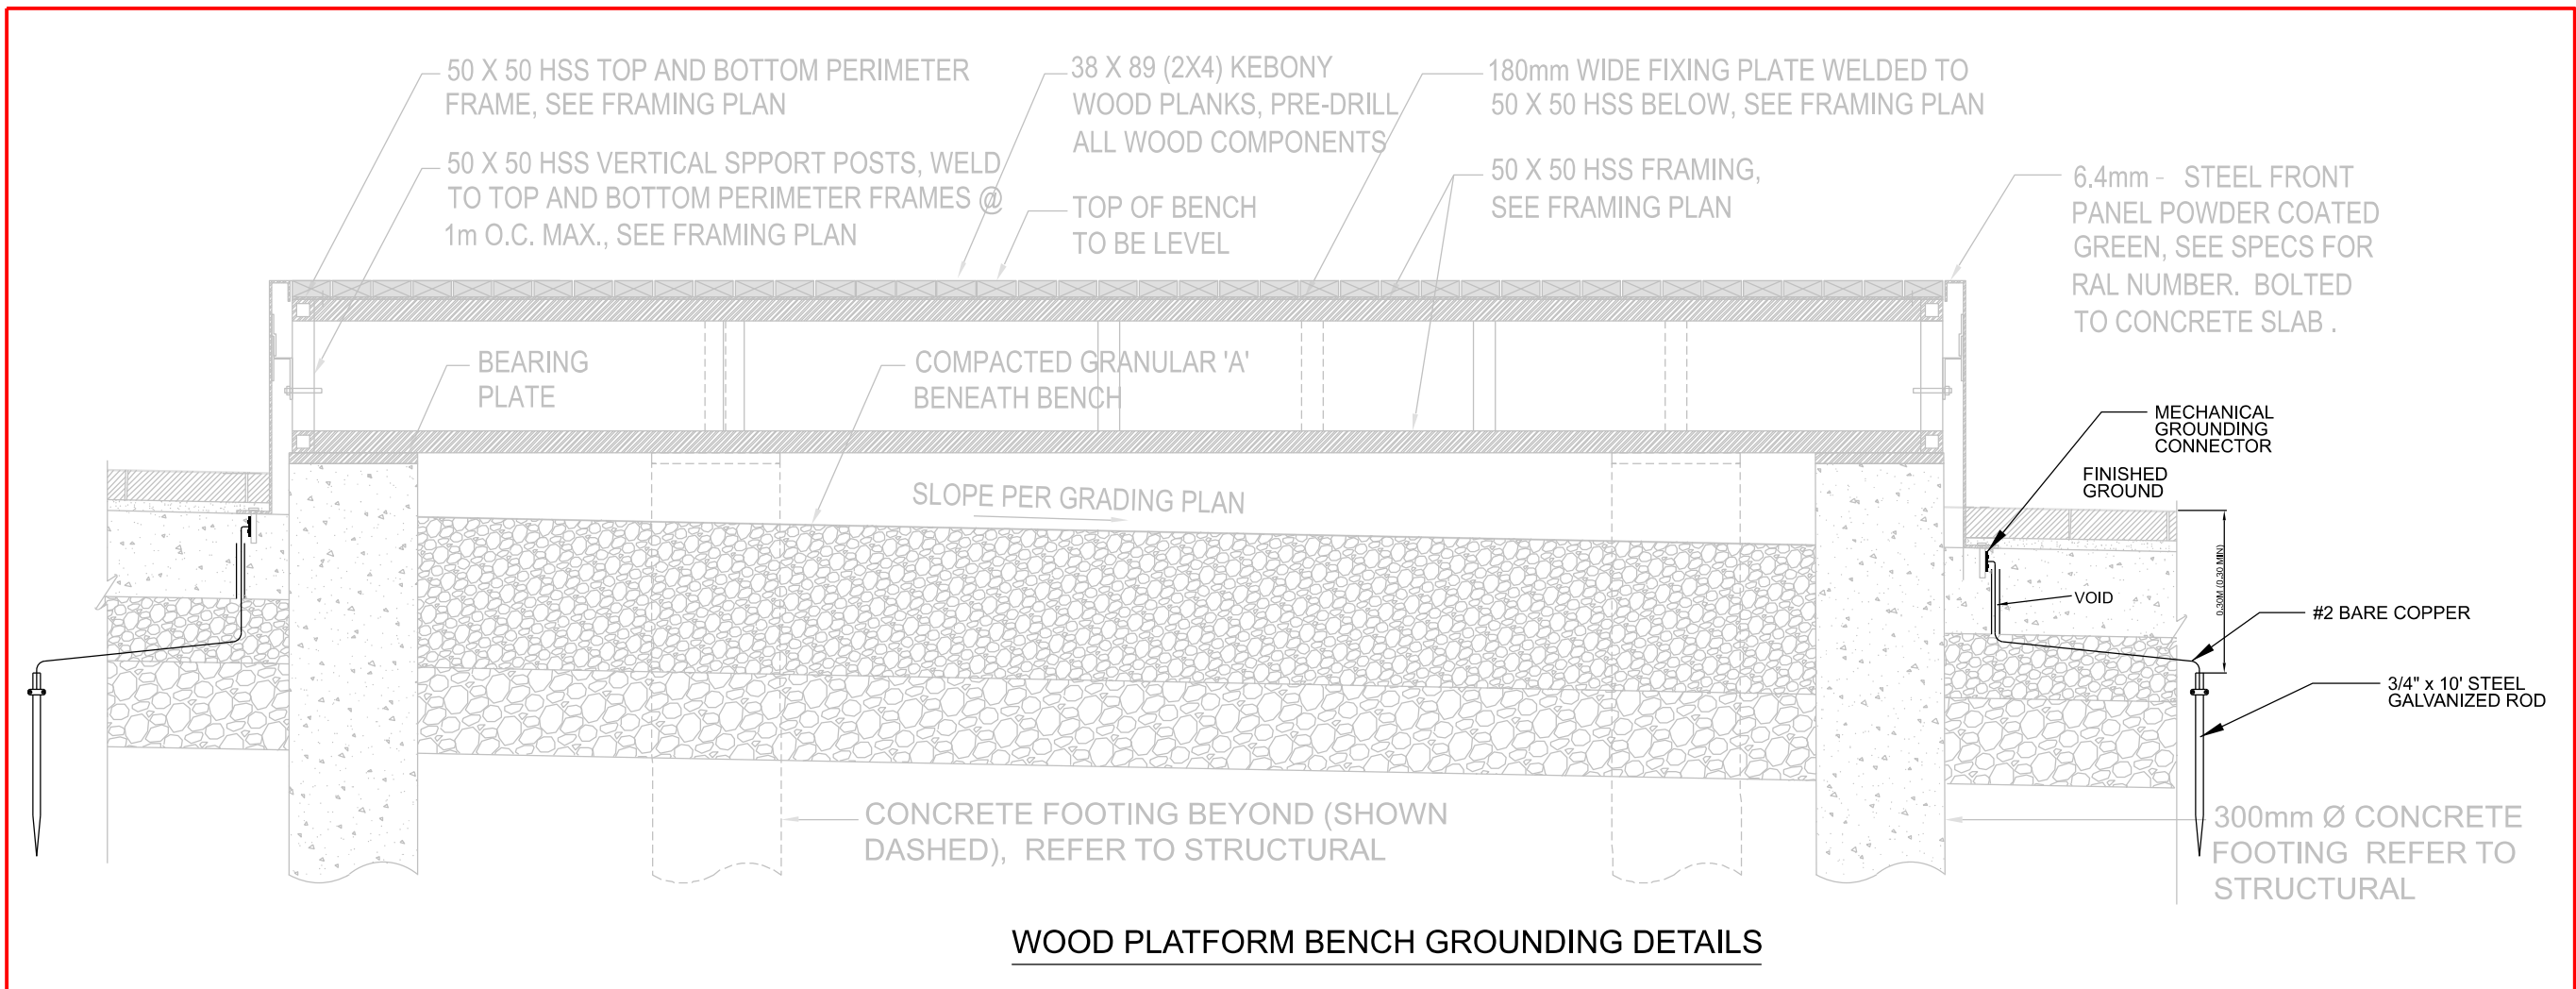 50 X 50 HSS TOP AND BOTTOM PERIMETER
FRAME, SEE FRAMING PLAN
50 X 50 HSS VERTICAL SPPORT POSTS, WELD
TO TOP AND BOTTOM PERIMETER FRAMES @
1m O.C. MAX., SEE FRAMING PLAN
38 X 89 (2X4) KEBONY
WOOD PLANKS, PRE-DRILL
ALL WOOD COMPONENTS
TOP OF BENCH
TO BE LEVEL
180mm WIDE FIXING PLATE WELDED TO
50 X 50 HSS BELOW, SEE FRAMING PLAN
50 X 50 HSS FRAMING,
SEE FRAMING PLAN
6.4mm - STEEL FRONT
PANEL POWDER COATED
GREEN, SEE SPECS FOR
RAL NUMBER. BOLTED
TO CONCRETE SLAB .
BEARING
PLATE
COMPACTED GRANULAR 'A'
BENEATH BENCH
SLOPE PER GRADING PLAN
MECHANICAL
GROUNDING
CONNECTOR
FINISHED
GROUND
0.30M (0.30 MIN)
VOID
#2 BARE COPPER
3/4" x 10' STEEL
GALVANIZED ROD
CONCRETE FOOTING BEYOND (SHOWN
DASHED), REFER TO STRUCTURAL
300mm Ø CONCRETE
FOOTING REFER TO
STRUCTURAL
WOOD PLATFORM BENCH GROUNDING DETAILS